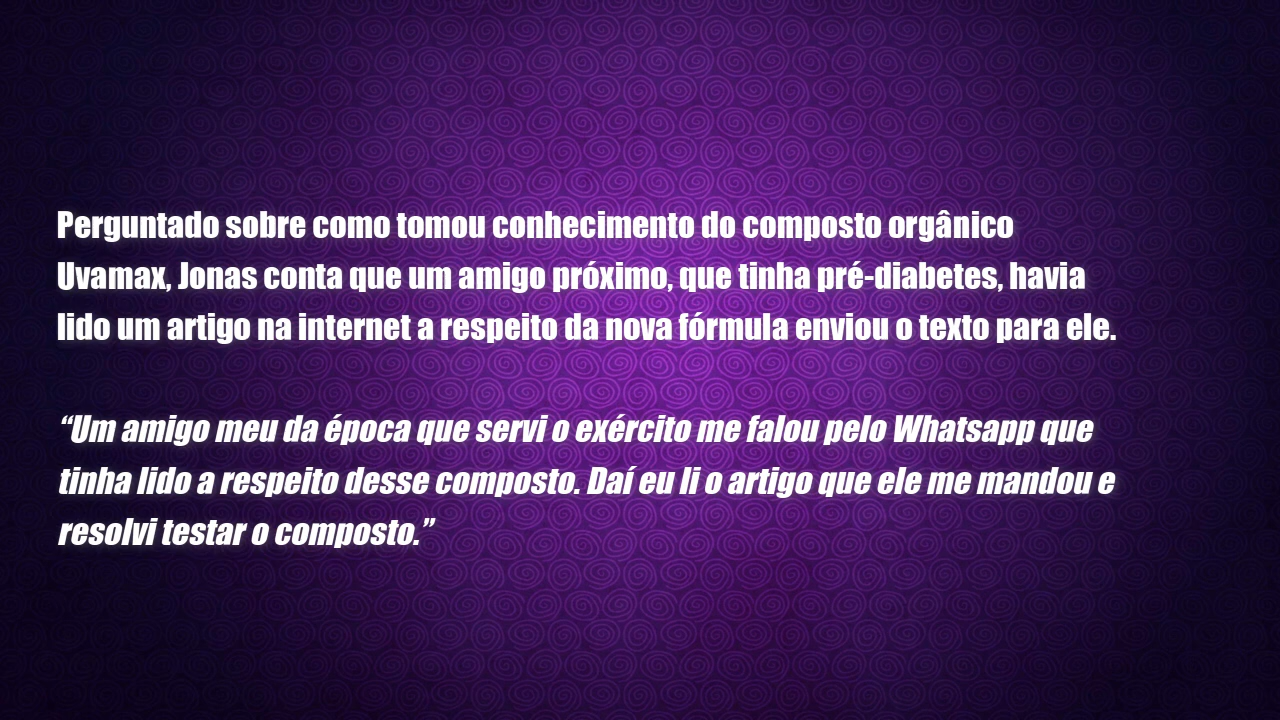 Perguntado sobre como tomou conhecimento do composto orgânico
Uvamax, Jonas conta que um amigo próximo, que tinha pré-diabetes, havia
lido um artigo na internet a respeito da nova fórmula enviou o texto para ele.
“Um amigo meu da época que servi o exército me falou pelo Whatsapp que
tinha lido a respeito desse composto. Daí eu li o artigo que ele me mandou e
resolvi testar o composto.”